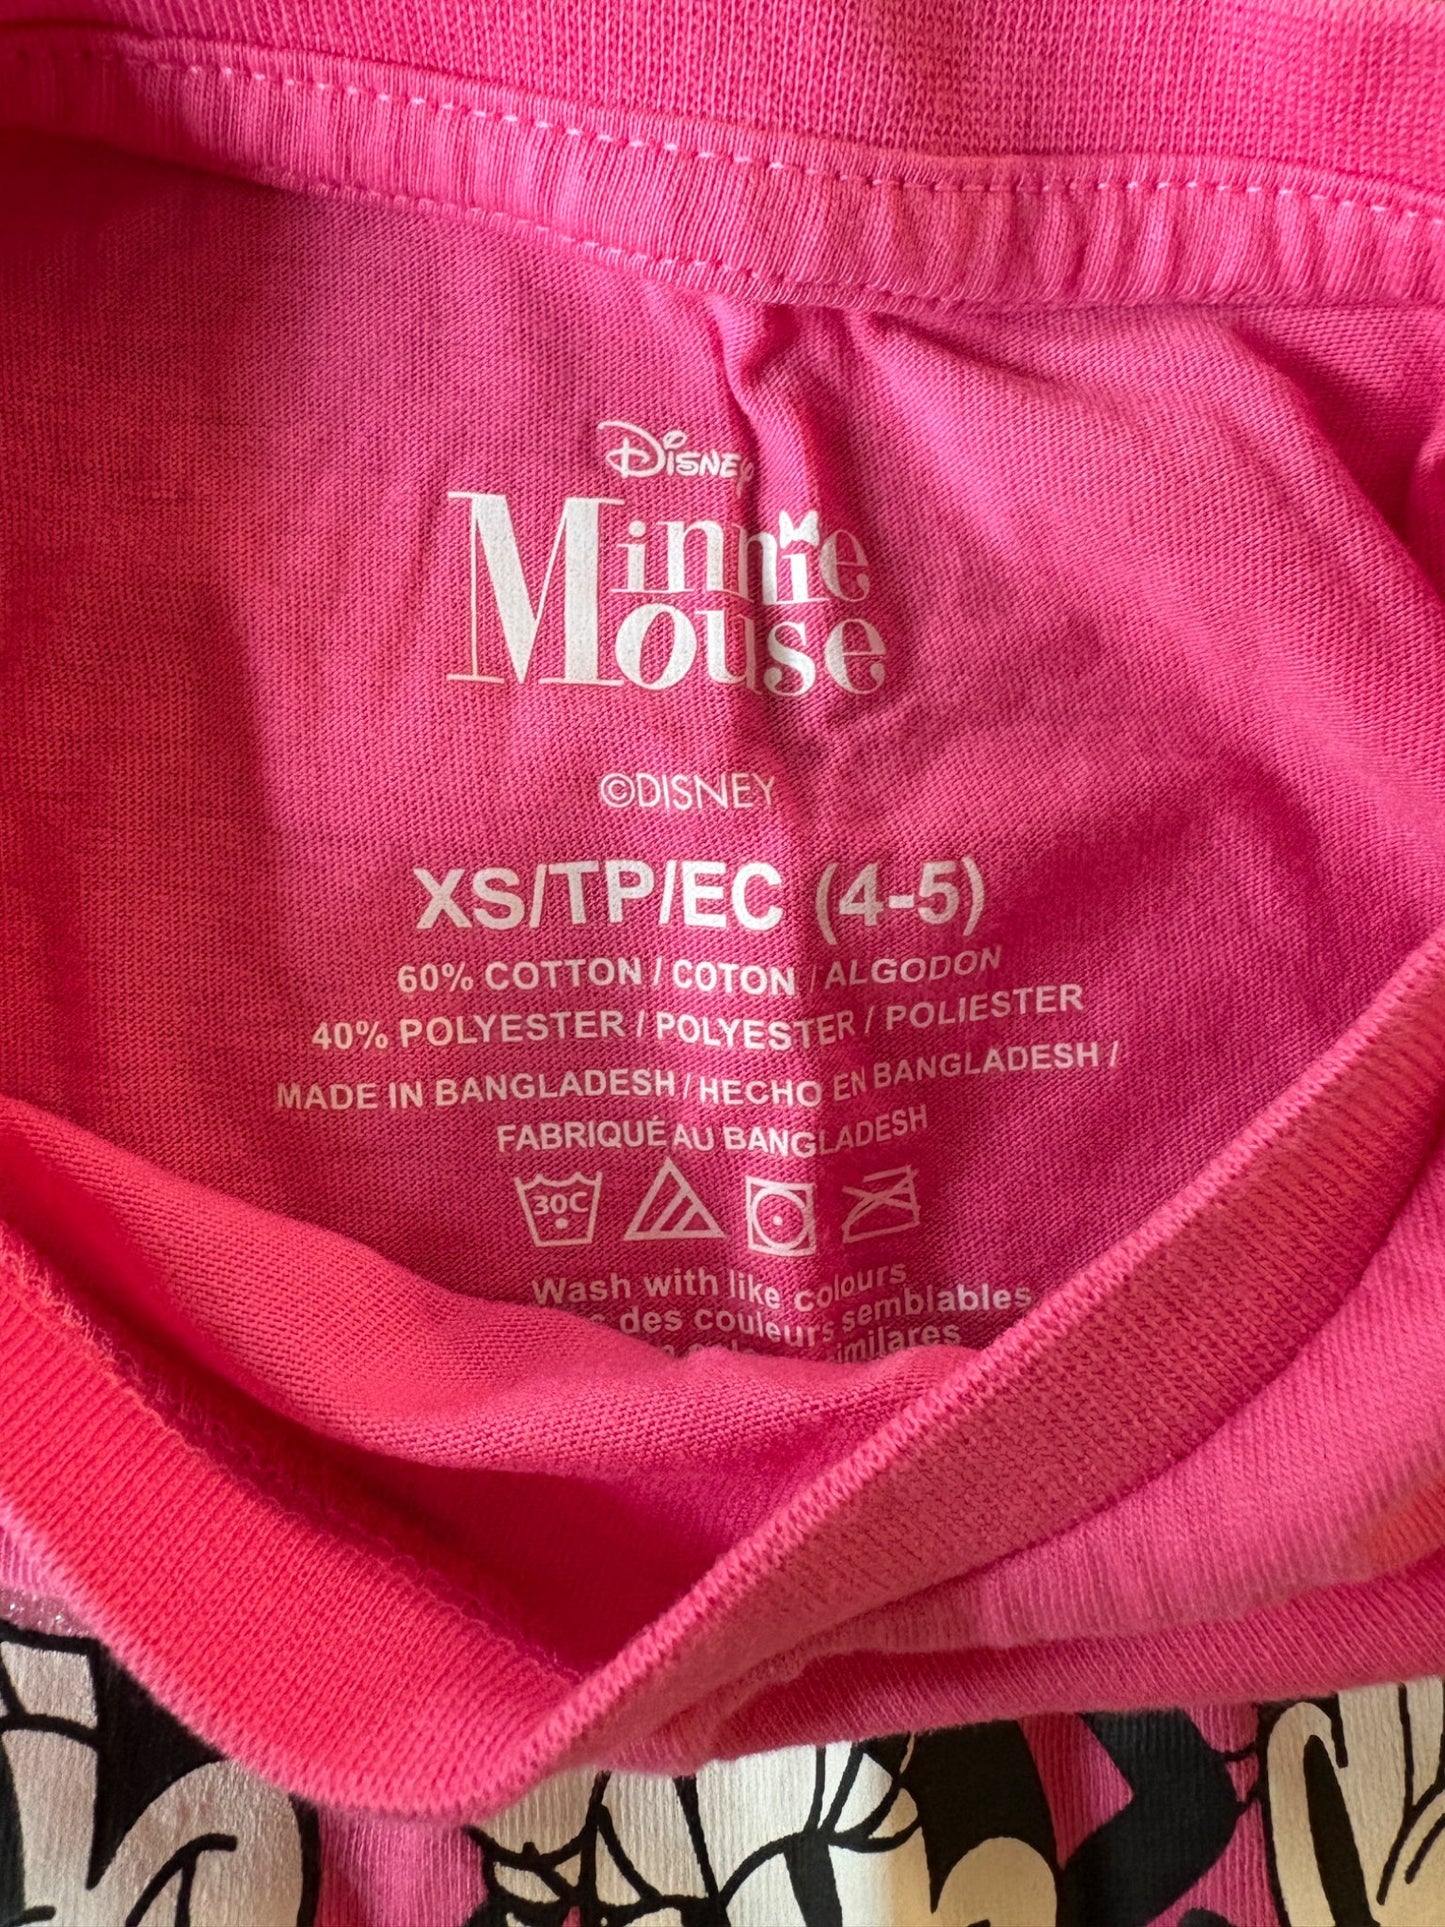 Disney
Minnie
Mouse
©DISNEY
XS/TP/EC (4-5)
60% COTTON / COTON / ALGODON
40% POLYESTER / POLYESTER / POLIESTER
MADE IN BANGLADESH / HECHO EN BANGLADESH /
FABRIQUÉ AU BANGLADESH
30C
Wash with like colours
des couleurs semblables